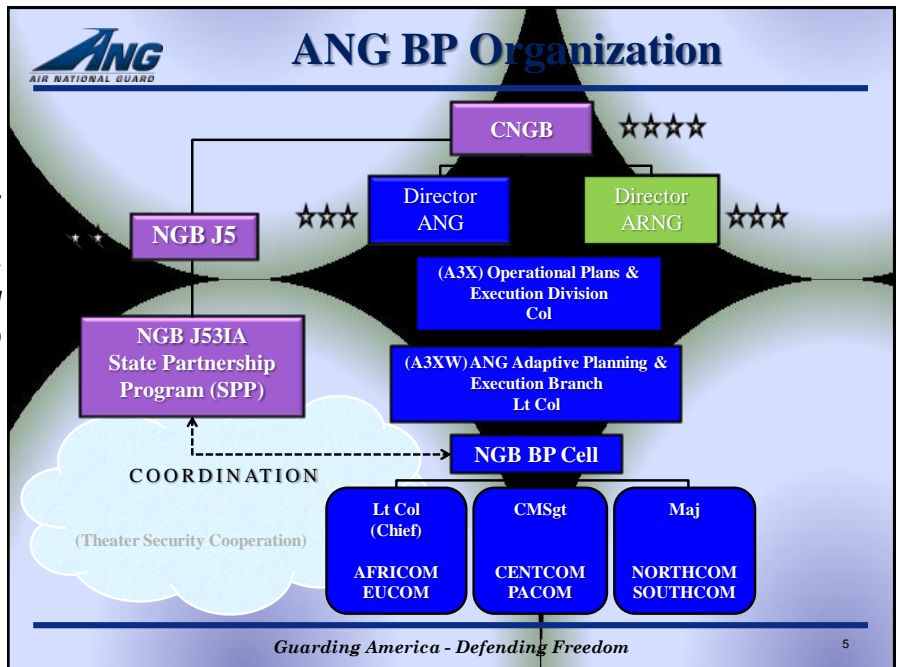 ANG
AIR NATIONAL GUARD
ANG BP Organization
CNGB
Director
ANG
Director
ARNG
NGB J5
(A3X) Operational Plans &
Execution Division
Col
NGB J53IA
State Partnership
Program (SPP)
(A3XW) ANG Adaptive Planning &
Execution Branch
Lt Col
NGB BP Cell
COORDINATION
(Theater Security Cooperation)
Lt Col
(Chief)
AFRICOM
EUCOM
CMSgt
CENTCOM
PACOM
Maj
NORTHCOM
SOUTHCOM
Guarding America - Defending Freedom
5